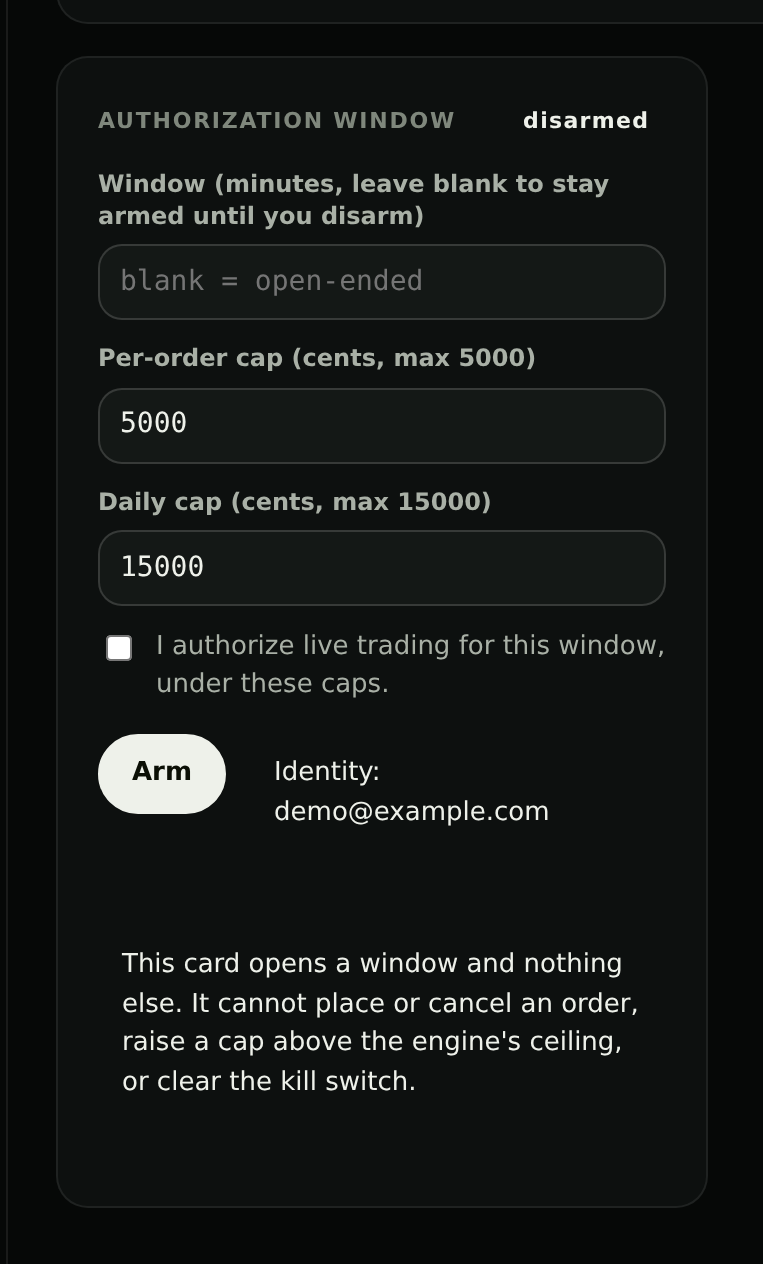 AUTHORIZATION WINDOW disarmed
Window (minutes, leave blank to stay
armed until you disarm)
blank = open-ended
Per-order cap (cents, max 5000)
5000
Daily cap (cents, max 15000)
15000
I authorize live trading for this window,
under these caps.
Arm
Identity:
demo@example.com
This card opens a window and nothing
else. It cannot place or cancel an order,
raise a cap above the engine's ceiling,
or clear the kill switch.